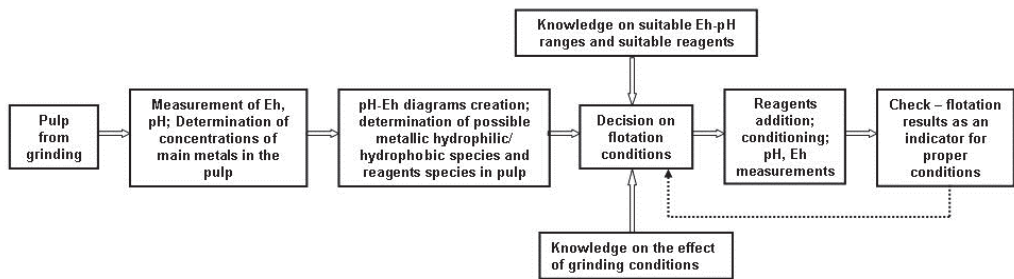 Knowledge on suitable Eh-pH
ranges and suitable reagents
Pulp
from
grinding
Measurement of Eh,
pH; Determination of
concentrations of
main metals in the
pulp
pH-Eh diagrams creation;
determination of possible
metallic hydrophilic/
hydrophobic species and
reagents species in pulp
Decision on
flotation
conditions
Reagents
addition;
conditioning;
pH, Eh
measurements
Check – flotation
results as an
indicator for
proper
conditions
Knowledge on the effect
of grinding conditions